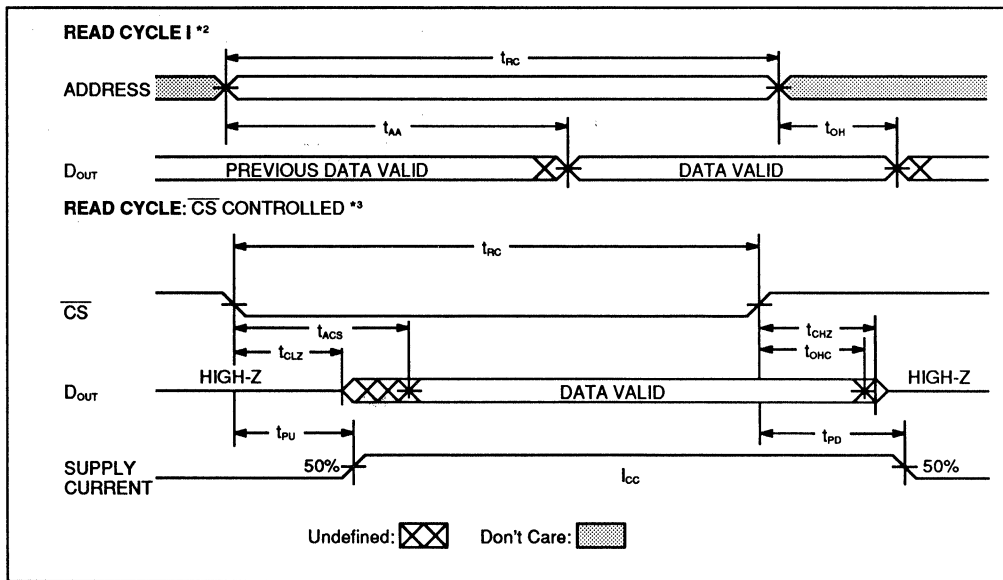 READ CYCLE I *2
tRC
ADDRESS
tAA
tOH
DOUT
PREVIOUS DATA VALID
DATA VALID
READ CYCLE: CS CONTROLLED *3
tRC
CS
tACS
tCHZ
tCLZ
tOHC
HIGH-Z
HIGH-Z
DOUT
DATA VALID
tPU
tPD
SUPPLY CURRENT
50%
ICC
50%
Undefined:
Don't Care: